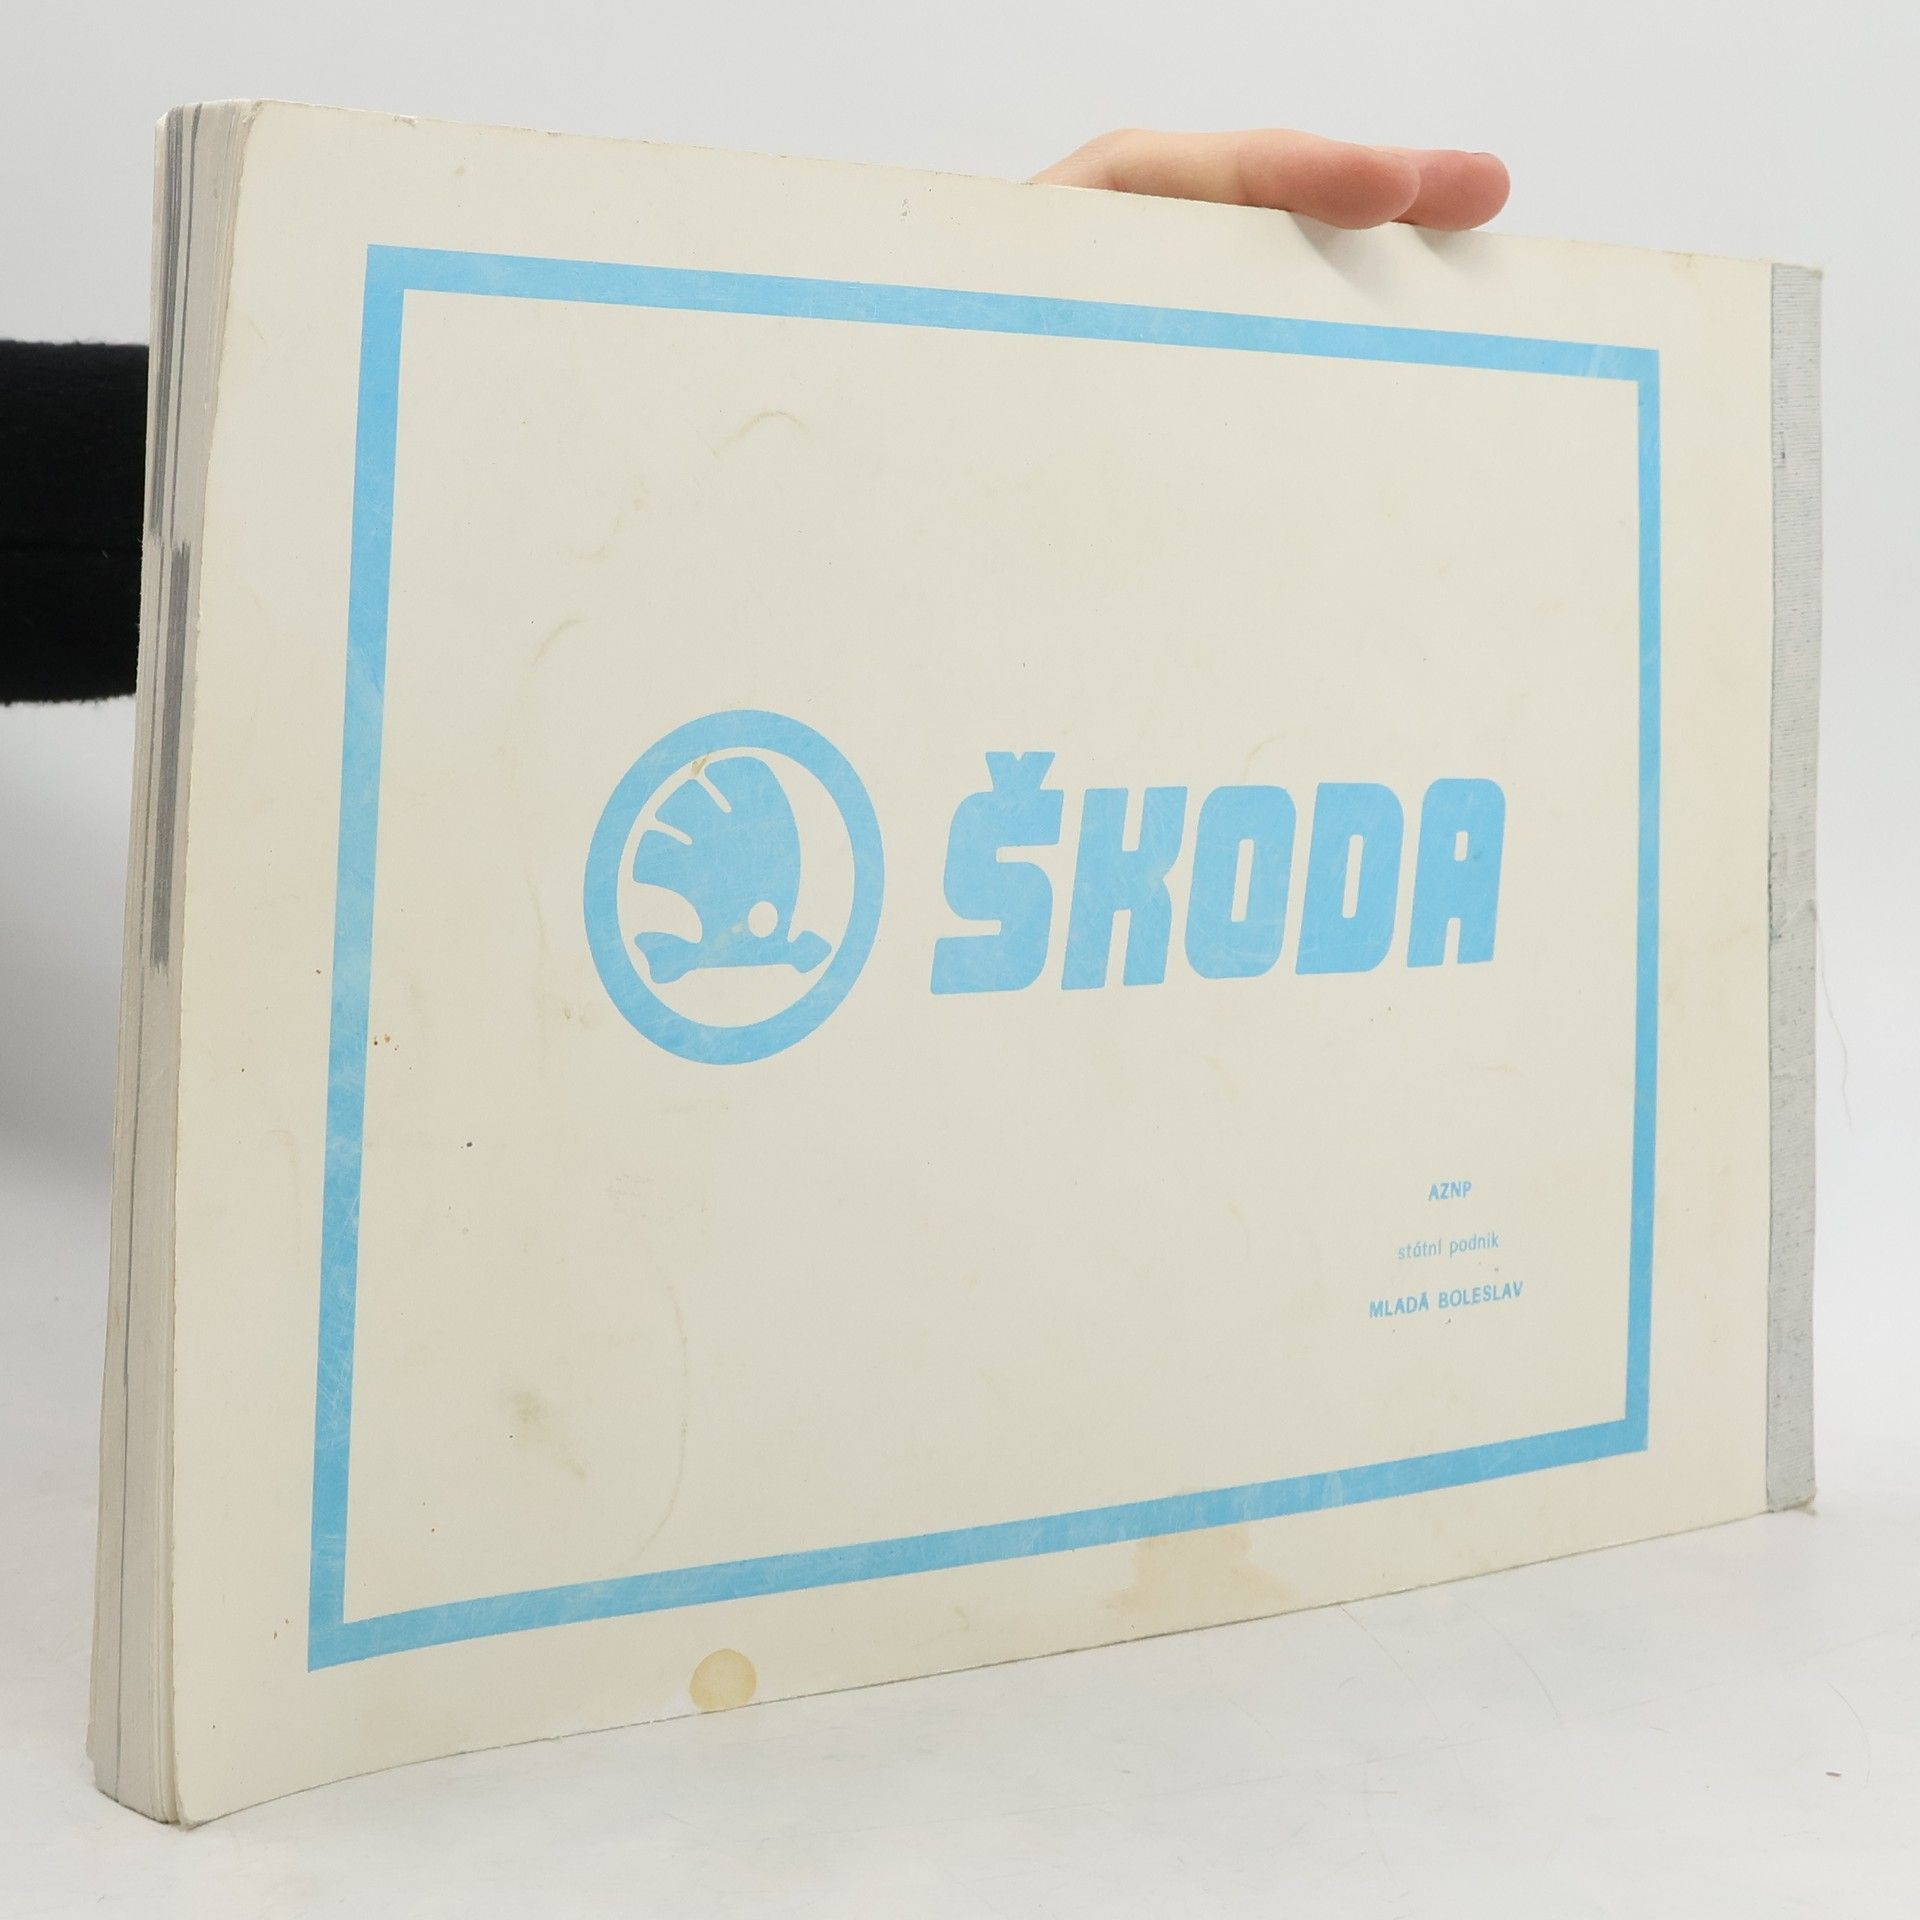 ŠKODA
AZNP
státní podnik
MLADÁ BOLESLAV